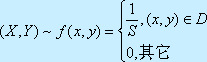 (X,Y) ~ f(x,y) = { 1/S, (x,y) ∈ D
0,其它